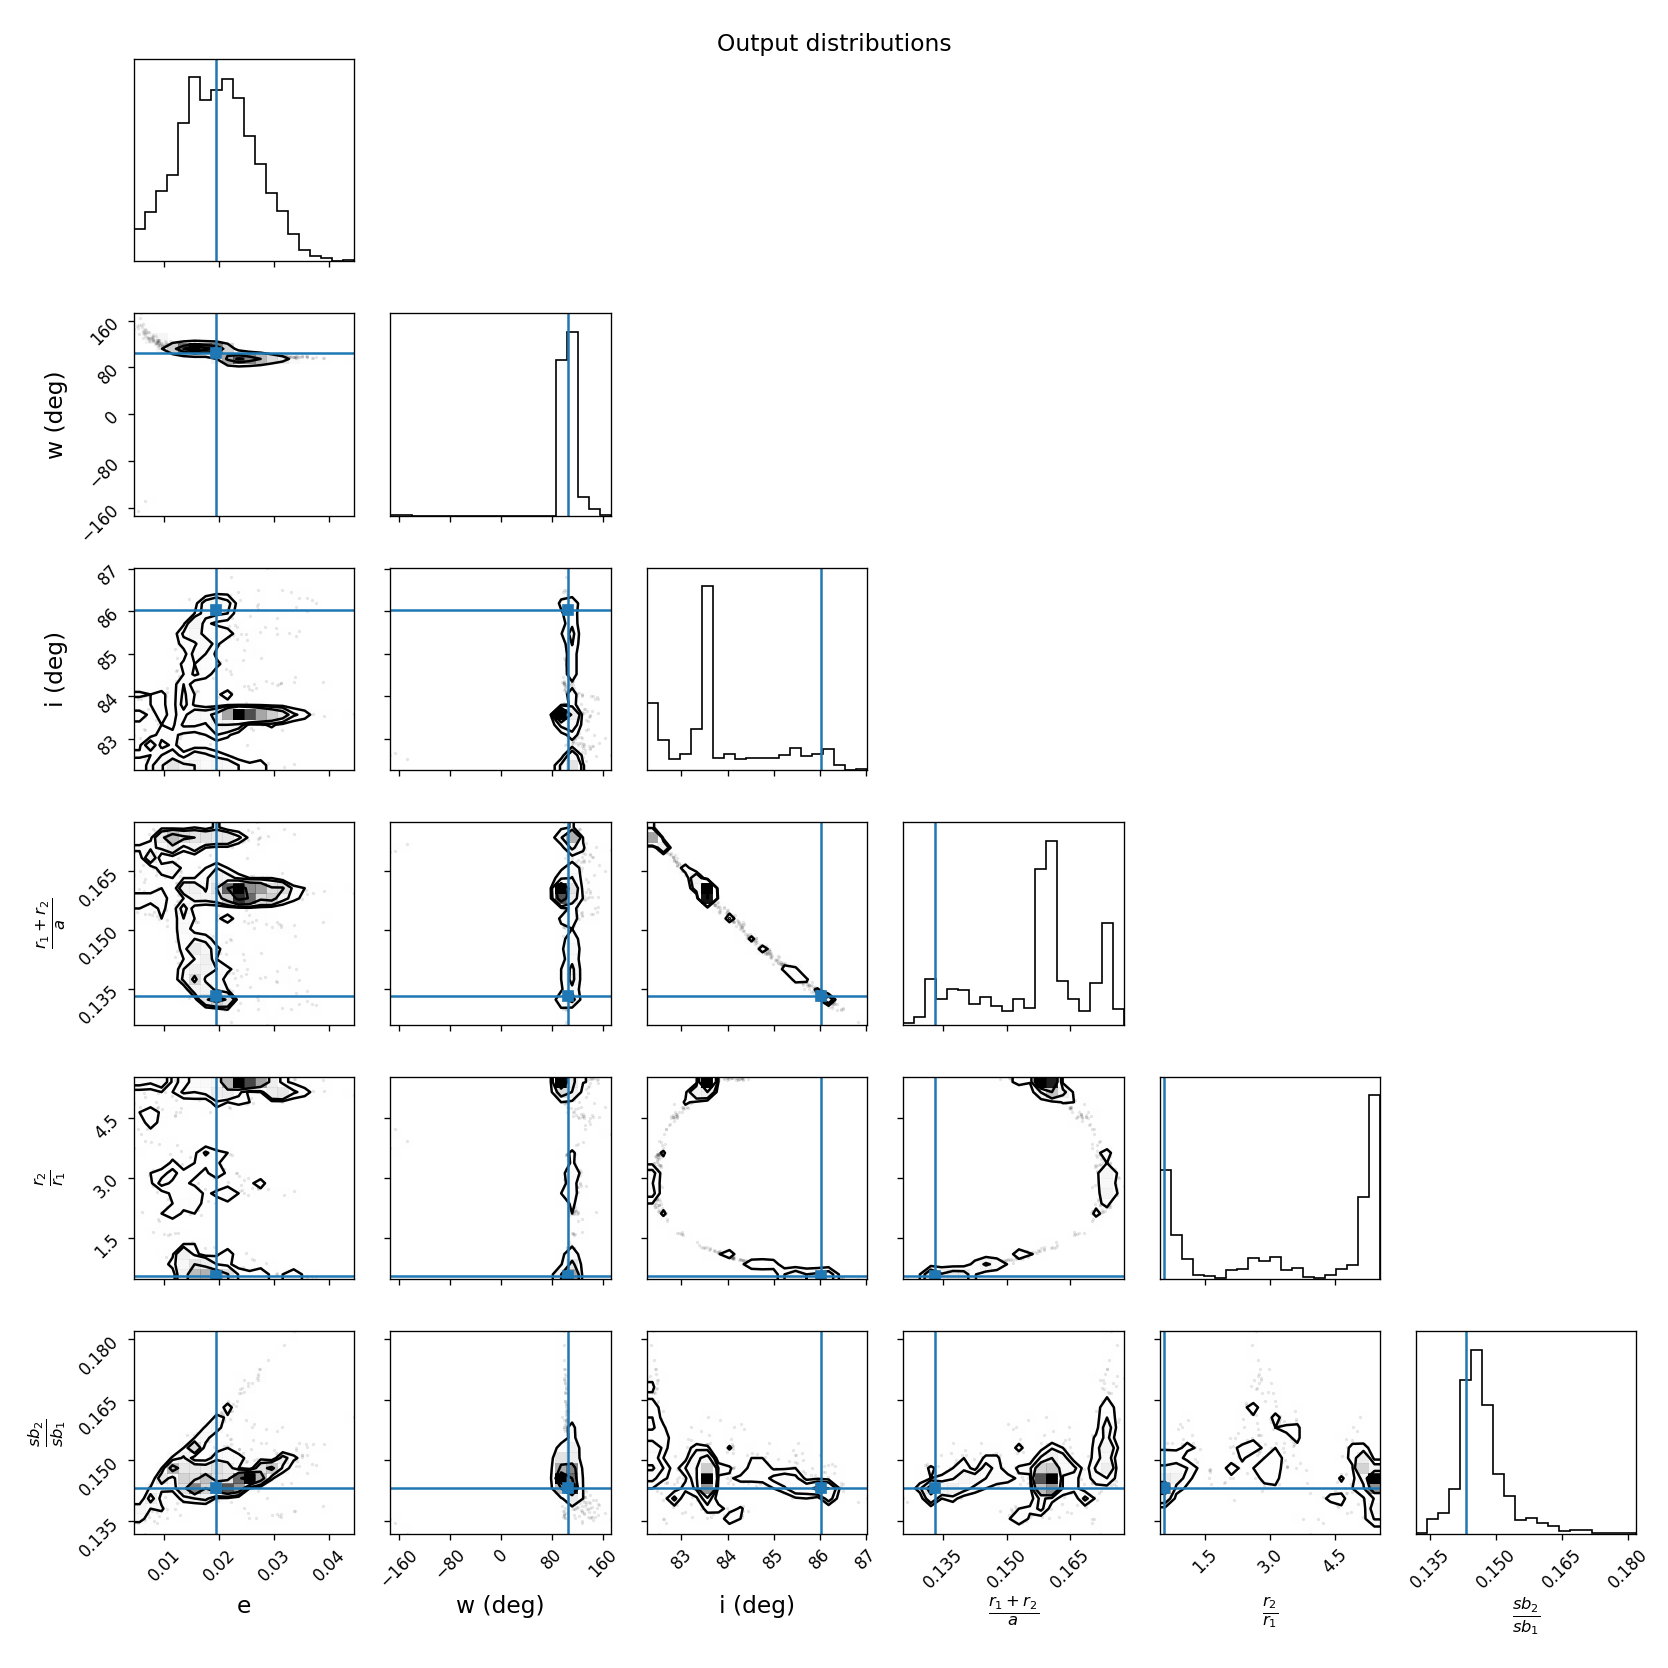 Output distributions
w (deg)
160
80
0
−80
−160
i (deg)
87
86
85
84
83
r₁ + r₂
a
0.165
0.150
0.135
r₂
r₁
4.5
3.0
1.5
sb₂
sb₁
0.180
0.165
0.150
0.135
0.01 0.02 0.03 0.04
−160 −80 0 80 160
83 84 85 86 87
0.135 0.150 0.165
1.5 3.0 4.5
0.135 0.150 0.165 0.180
e
w (deg)
i (deg)
r₁ + r₂
a
r₂
r₁
sb₂
sb₁